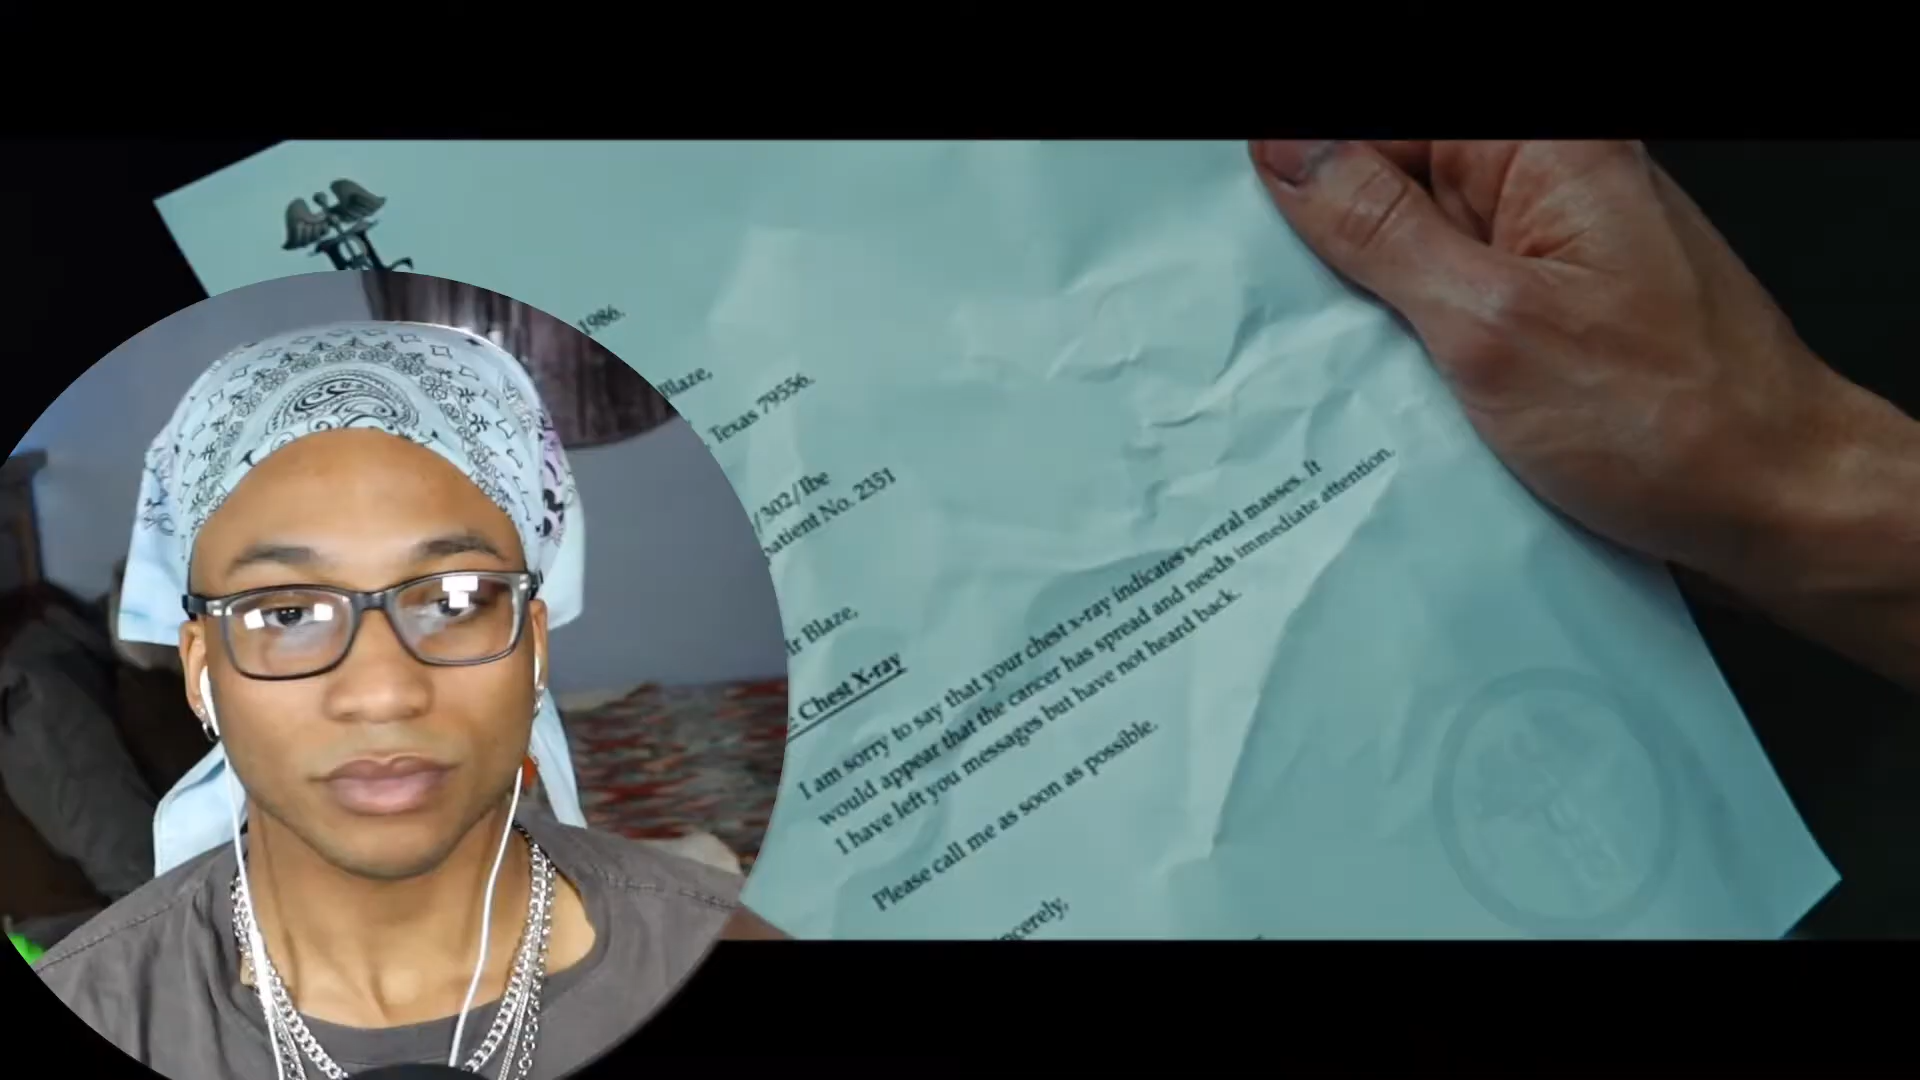 1986.
Blaze,
Texas 79556.
/302/Ibe
patient No. 2351
Mr Blaze,
: Chest X-ray
I am sorry to say that your chest x-ray indicates several masses. It
would appear that the cancer has spread and needs immediate attention.
I have left you messages but have not heard back.
Please call me as soon as possible.